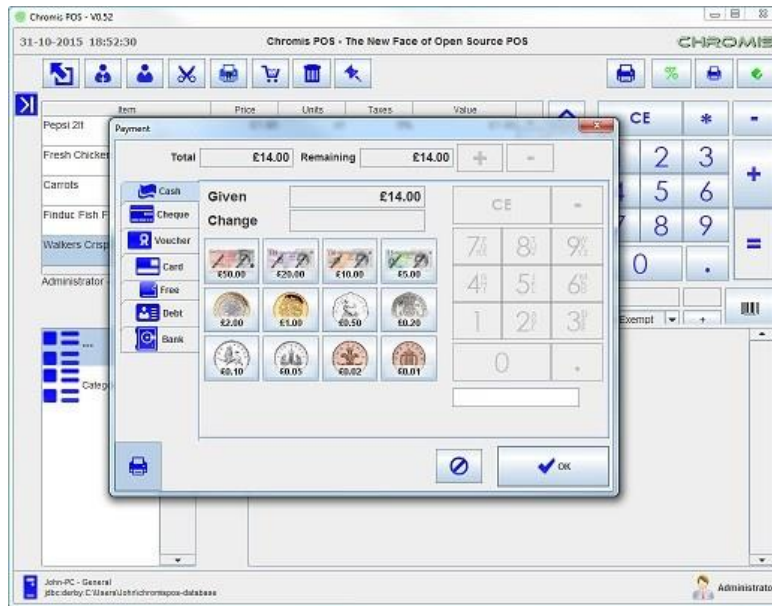 Chromis POS - V0.52
31-10-2015 18:52:30
Chromis POS - The New Face of Open Source POS
CHROMIS
Item Price Units Taxes Value
Pepsi 2lt
Fresh Chicken
Carrots
Findus Fish F
Walkers Crisp
Administrator -
CE * -
2 3
+
5 6
8 9
=
0 .
Exempt +
...
Catego
Payment
Total £14.00 Remaining £14.00 + -
Cash
Cheque
Voucher
Card
Free
Debt
Bank
Given £14.00
Change
£50.00 £20.00 £10.00 £5.00
£2.00 £1.00 £0.50 £0.20
£0.10 £0.05 £0.02 £0.01
CE -
7 8 9
4 5 6
1 2 3
0 .
OK
John-PC - General
jdbc:derby:C:\Users\John\chromispos-database
Administrato